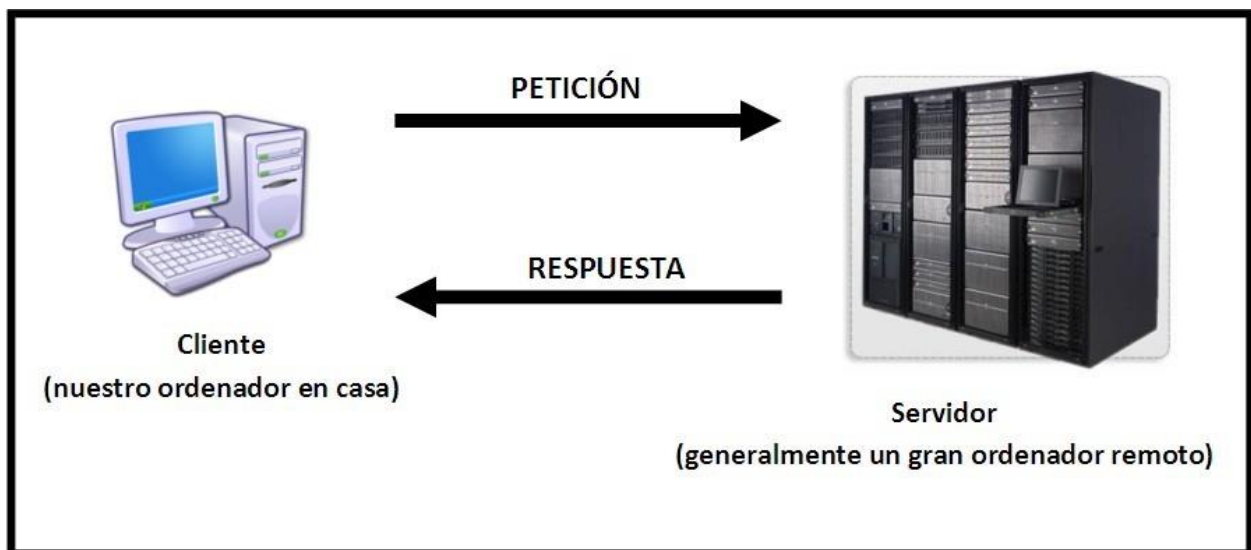 PETICIÓN
RESPUESTA
Cliente
(nuestro ordenador en casa)
Servidor
(generalmente un gran ordenador remoto)